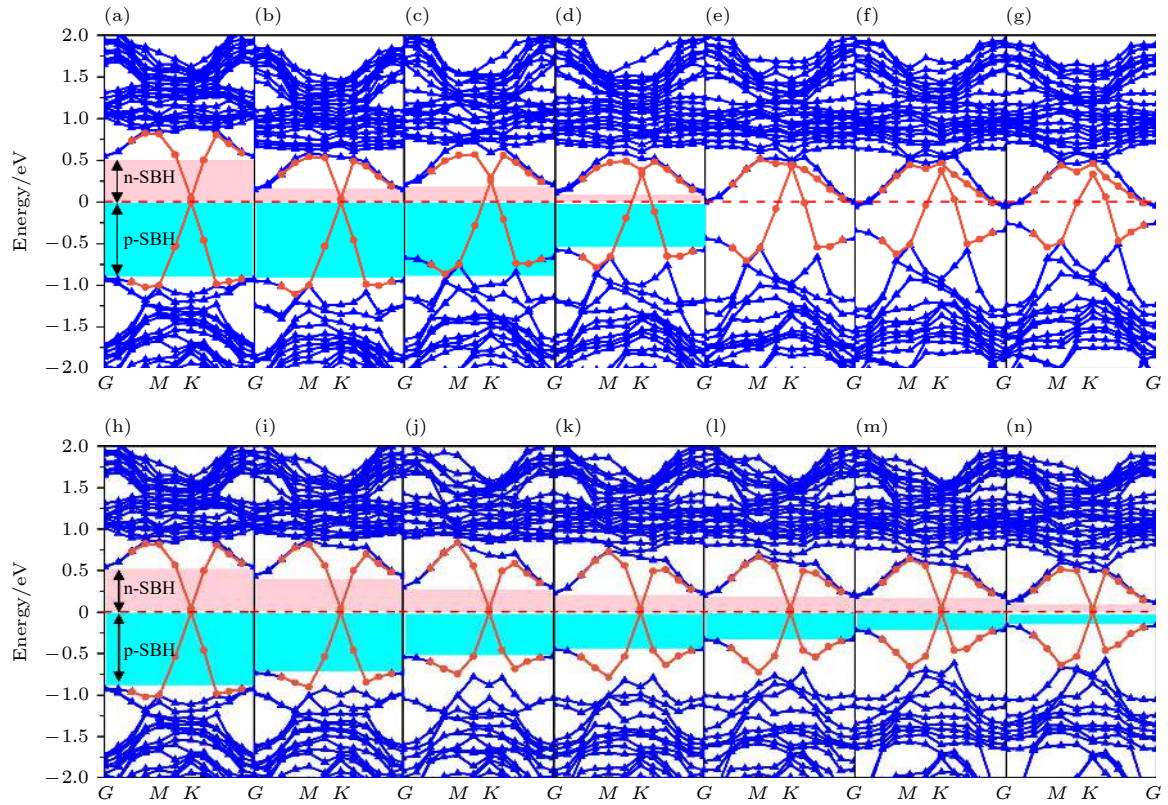 (a) (b) (c) (d) (e) (f) (g)
2.0
1.5
1.0
0.5
0
−0.5
−1.0
−1.5
−2.0
Energy/eV
n-SBH
p-SBH
G M K G M K G M K G M K G M K G M K G M K G
(h) (i) (j) (k) (l) (m) (n)
2.0
1.5
1.0
0.5
0
−0.5
−1.0
−1.5
−2.0
Energy/eV
n-SBH
p-SBH
G M K G M K G M K G M K G M K G M K G M K G